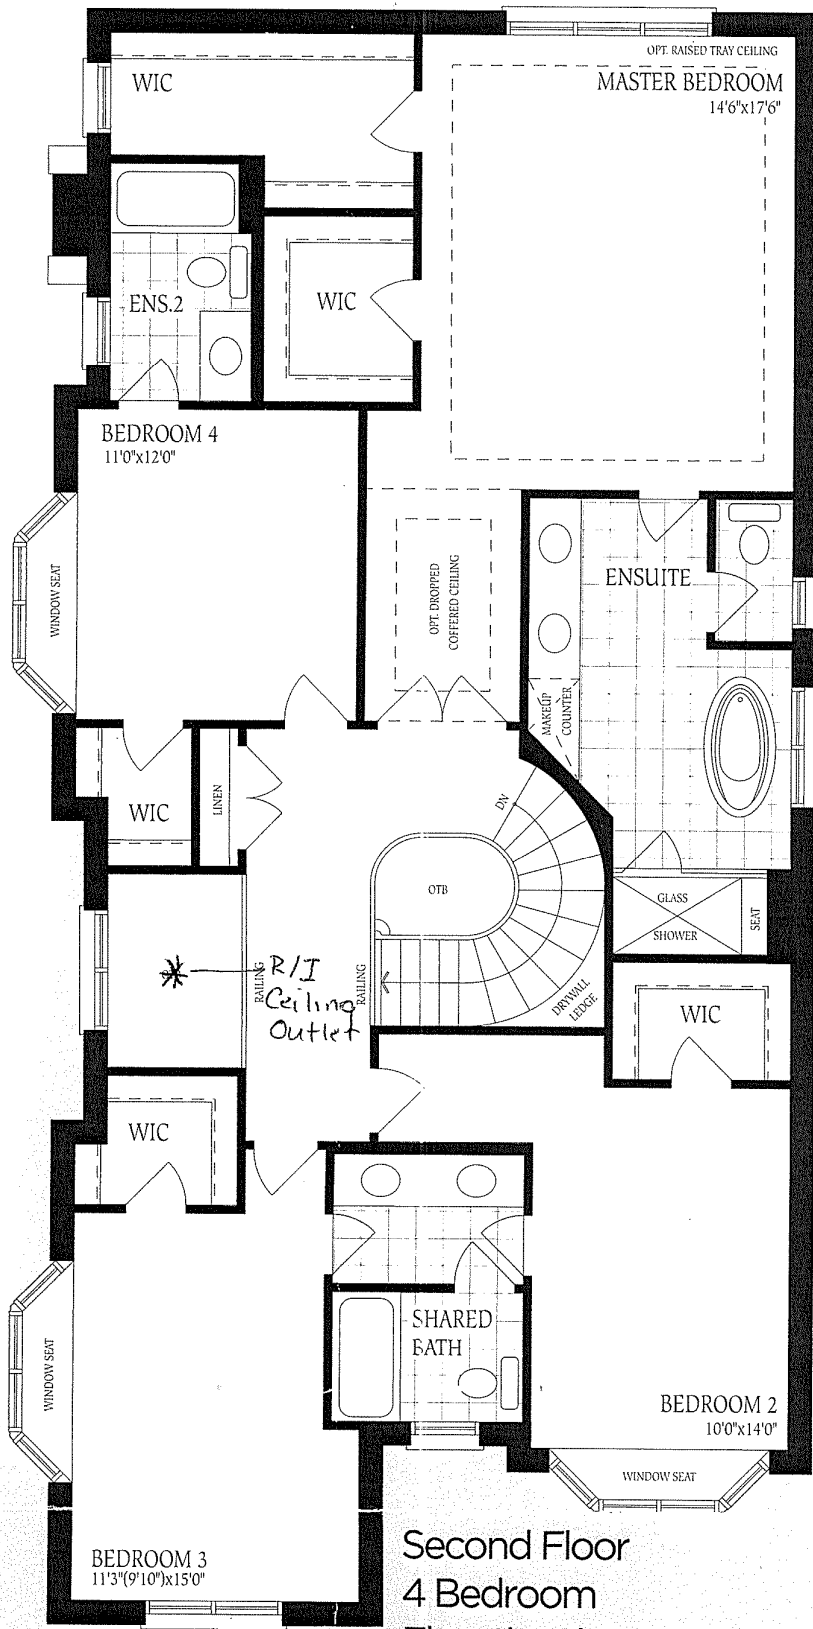 OPT. RAISED TRAY CEILING
WIC
MASTER BEDROOM
14'6"x17'6"
ENS.2
WIC
BEDROOM 4
11'0"x12'0"
WINDOW SEAT
OPT. DROPPED
COFFERED CEILING
ENSUITE
MAKEUP
COUNTER
WIC
LINEN
DN
OTB
GLASS
SHOWER
SEAT
R/I
Ceiling
Outlet
RAILING
RAILING
DRYWALL
LEDGE
WIC
WIC
SHARED
BATH
WINDOW SEAT
BEDROOM 2
10'0"x14'0"
WINDOW SEAT
BEDROOM 3
11'3"(9'10")x15'0"
Second Floor
4 Bedroom